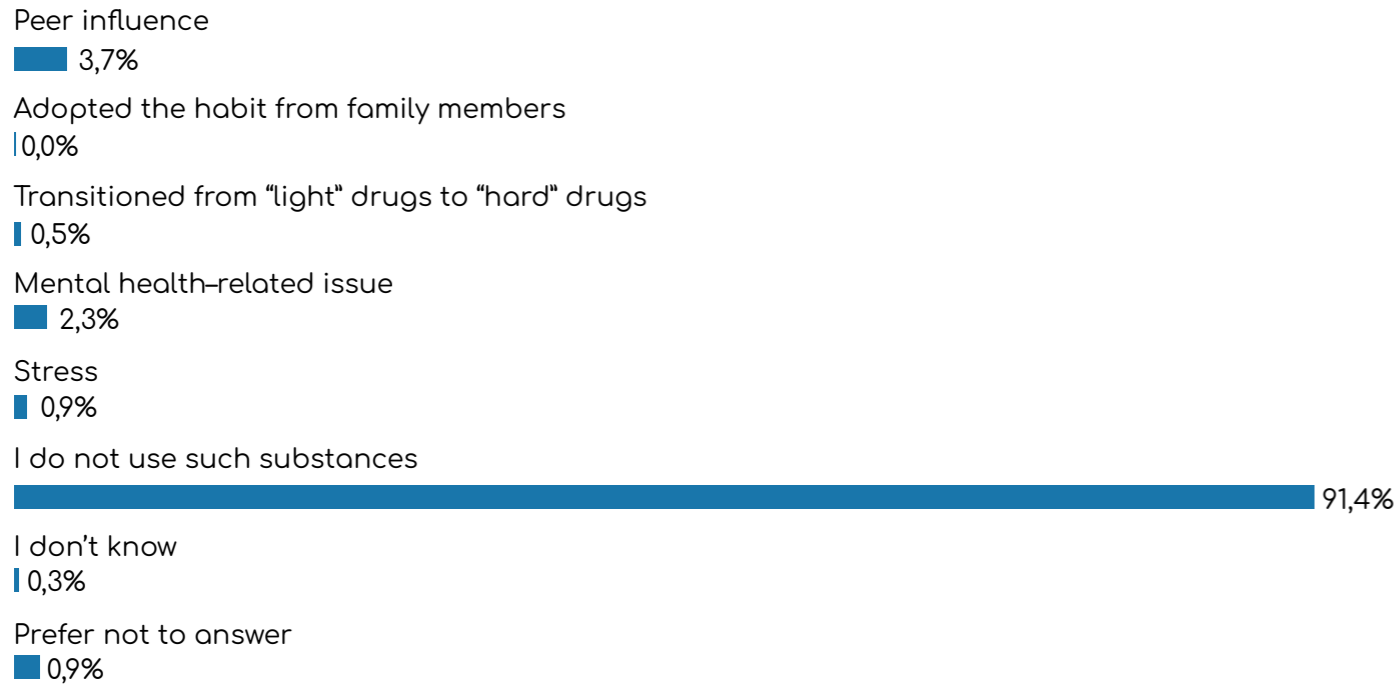 Peer influence
3,7%
Adopted the habit from family members
0,0%
Transitioned from “light” drugs to “hard” drugs
0,5%
Mental health–related issue
2,3%
Stress
0,9%
I do not use such substances
91,4%
I don’t know
0,3%
Prefer not to answer
0,9%